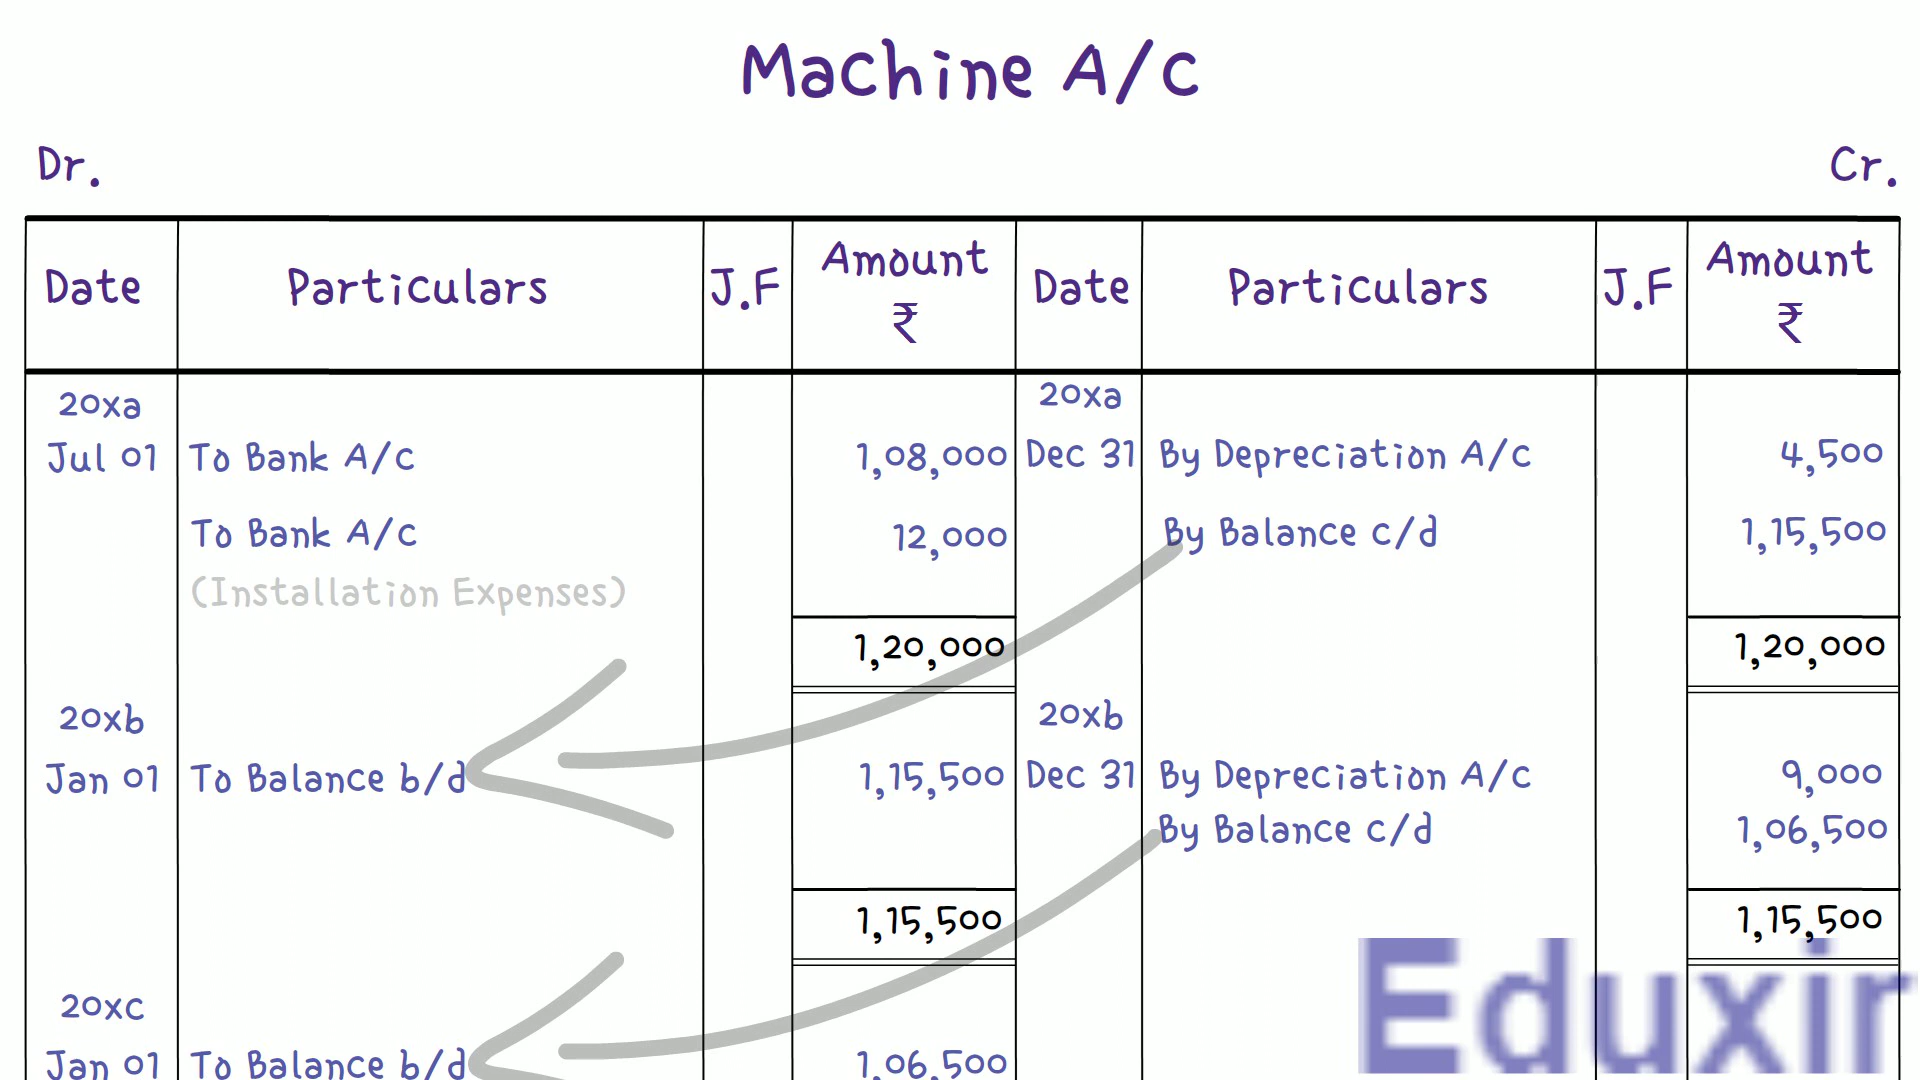 Machine A/c
Dr. Cr.
Date Particulars J.F Amount ₹ Date Particulars J.F Amount ₹
20xa 20xa
Jul 01 To Bank A/c 1,08,000 Dec 31 By Depreciation A/c 4,500
To Bank A/c 12,000 By Balance c/d 1,15,500
(Installation Expenses)
1,20,000 1,20,000
20xb 20xb
Jan 01 To Balance b/d 1,15,500 Dec 31 By Depreciation A/c 9,000
By Balance c/d 1,06,500
1,15,500 1,15,500
20xc
Jan 01 To Balance b/d 1,06,500
Eduxir